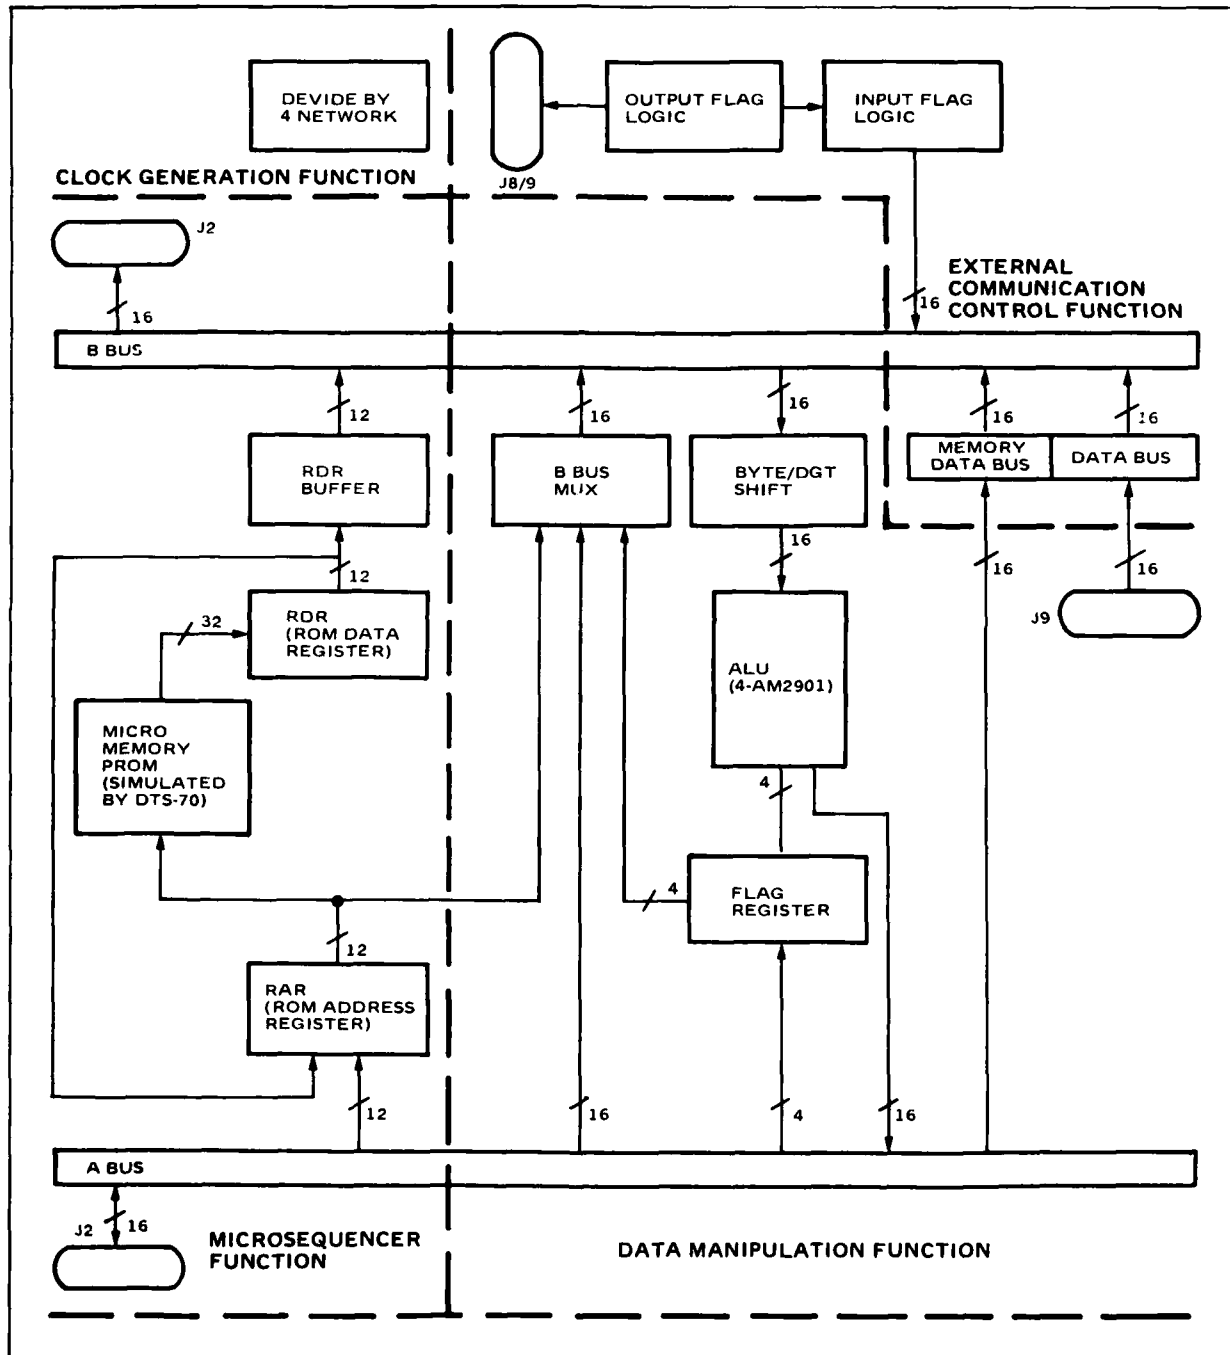 DEVIDE BY
4 NETWORK
OUTPUT FLAG
LOGIC
INPUT FLAG
LOGIC
J8/9
CLOCK GENERATION FUNCTION
J2
16
EXTERNAL
COMMUNICATION
CONTROL FUNCTION
16
B BUS
12
16
16
16
16
RDR
BUFFER
B BUS
MUX
BYTE/DGT
SHIFT
MEMORY
DATA BUS
DATA BUS
12
16
16
16
RDR
(ROM DATA
REGISTER)
32
J9
ALU
(4-AM2901)
MICRO
MEMORY
PROM
(SIMULATED
BY DTS-70)
4
4
FLAG
REGISTER
12
RAR
(ROM ADDRESS
REGISTER)
12
16
4
16
A BUS
J2
16
MICROSEQUENCER
FUNCTION
DATA MANIPULATION FUNCTION